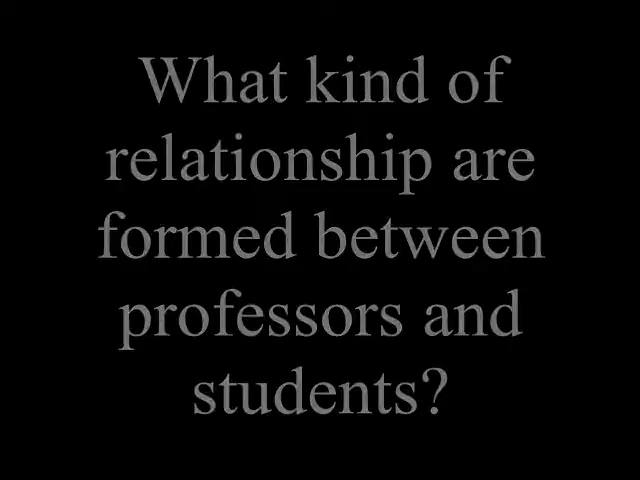 What kind of
relationship are
formed between
professors and
students?